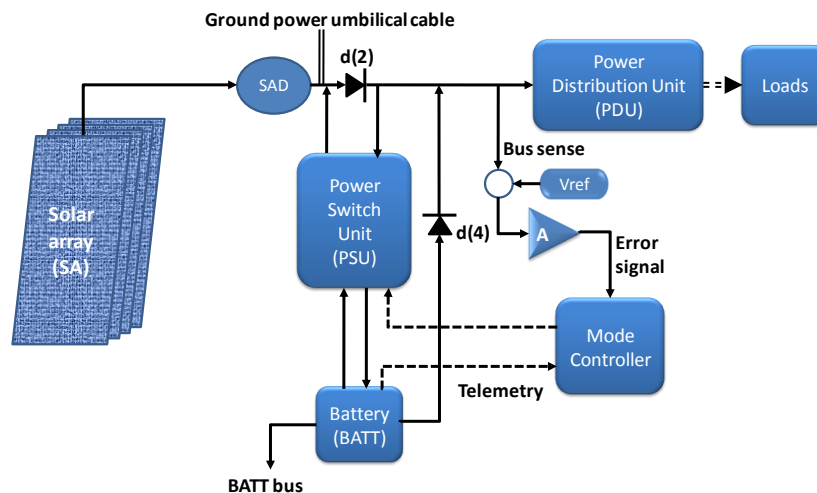 Ground power umbilical cable
d(2)
SAD
Power
Distribution Unit
(PDU)
Loads
Bus sense
Vref
Solar
array
(SA)
Power
Switch
Unit
(PSU)
d(4)
A
Error
signal
Mode
Controller
Telemetry
Battery
(BATT)
BATT bus